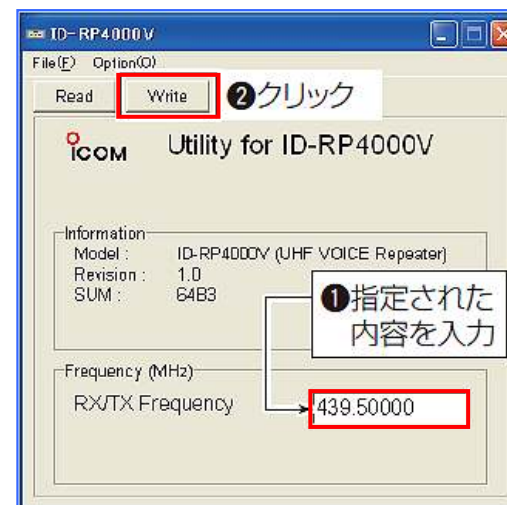 ID-RP4000V
File(F) Option(O)
Read Write ❷クリック
ICOM Utility for ID-RP4000V
Information
Model : ID-RP4000V (UHF VOICE Repeater)
Revision : 1.0
SUM : 64B3
❶指定された
内容を入力
Frequency (MHz)
RX/TX Frequency 439.50000